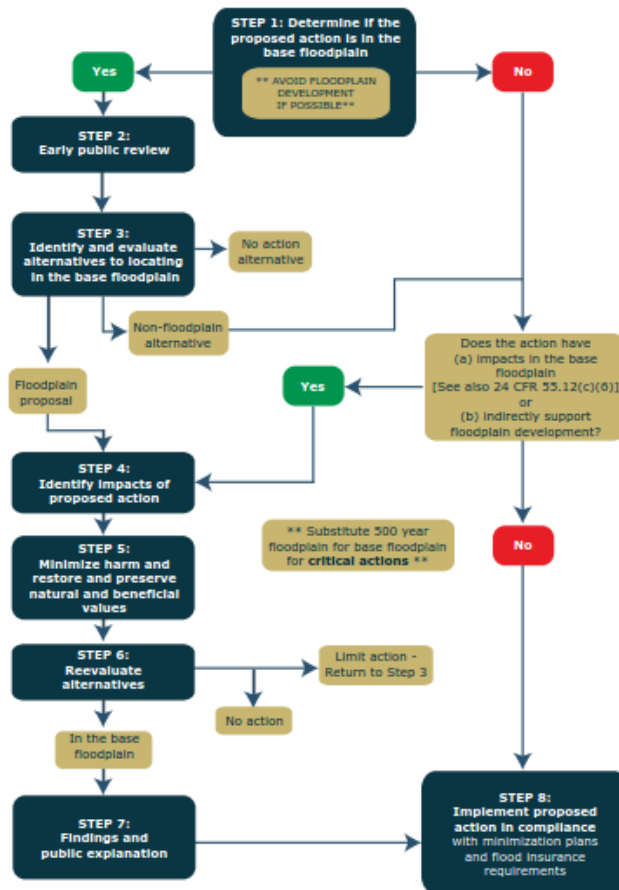 STEP 1: Determine if the
proposed action is in the
base floodplain
** AVOID FLOODPLAIN
DEVELOPMENT
IF POSSIBLE**
Yes
No
STEP 2:
Early public review
STEP 3:
Identify and evaluate
alternatives to locating
in the base floodplain
No action
alternative
Non-floodplain
alternative
Floodplain
proposal
Does the action have
(a) impacts in the base
floodplain
[See also 24 CFR 55.12(c)(6)]
or
(b) indirectly support
floodplain development?
Yes
STEP 4:
Identify impacts of
proposed action
** Substitute 500 year
floodplain for base floodplain
for critical actions **
No
STEP 5:
Minimize harm and
restore and preserve
natural and beneficial
values
STEP 6:
Reevaluate
alternatives
Limit action -
Return to Step 3
No action
In the base
floodplain
STEP 7:
Findings and
public explanation
STEP 8:
Implement proposed
action in compliance
with minimization plans
and flood insurance
requirements